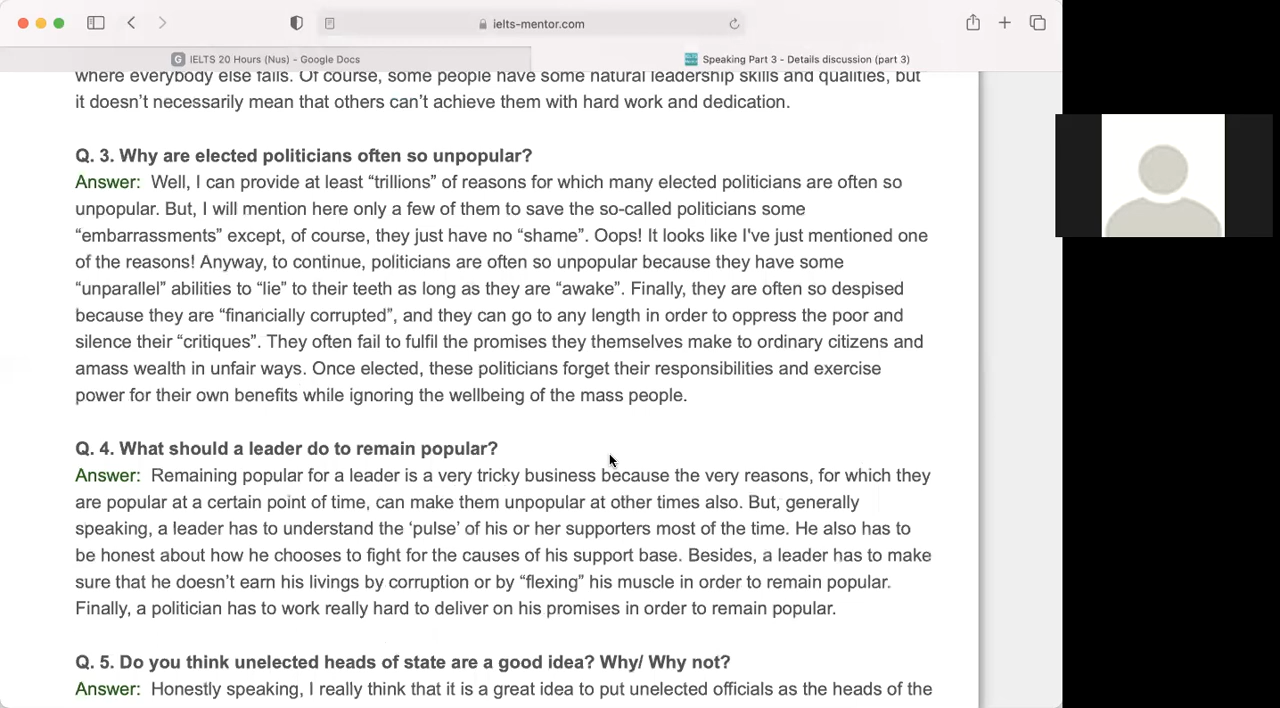 ielts-mentor.com
IELTS 20 Hours (Nus) - Google Docs
Speaking Part 3 - Details discussion (part 3)
where everybody else fails. Of course, some people have some natural leadership skills and qualities, but
it doesn’t necessarily mean that others can’t achieve them with hard work and dedication.
Q. 3. Why are elected politicians often so unpopular?
Answer: Well, I can provide at least “trillions” of reasons for which many elected politicians are often so
unpopular. But, I will mention here only a few of them to save the so-called politicians some
“embarrassments” except, of course, they just have no “shame”. Oops! It looks like I've just mentioned one
of the reasons! Anyway, to continue, politicians are often so unpopular because they have some
“unparallel” abilities to “lie” to their teeth as long as they are “awake”. Finally, they are often so despised
because they are “financially corrupted”, and they can go to any length in order to oppress the poor and
silence their “critiques”. They often fail to fulfil the promises they themselves make to ordinary citizens and
amass wealth in unfair ways. Once elected, these politicians forget their responsibilities and exercise
power for their own benefits while ignoring the wellbeing of the mass people.
Q. 4. What should a leader do to remain popular?
Answer: Remaining popular for a leader is a very tricky business because the very reasons, for which they
are popular at a certain point of time, can make them unpopular at other times also. But, generally
speaking, a leader has to understand the ‘pulse’ of his or her supporters most of the time. He also has to
be honest about how he chooses to fight for the causes of his support base. Besides, a leader has to make
sure that he doesn’t earn his livings by corruption or by “flexing” his muscle in order to remain popular.
Finally, a politician has to work really hard to deliver on his promises in order to remain popular.
Q. 5. Do you think unelected heads of state are a good idea? Why/ Why not?
Answer: Honestly speaking, I really think that it is a great idea to put unelected officials as the heads of the